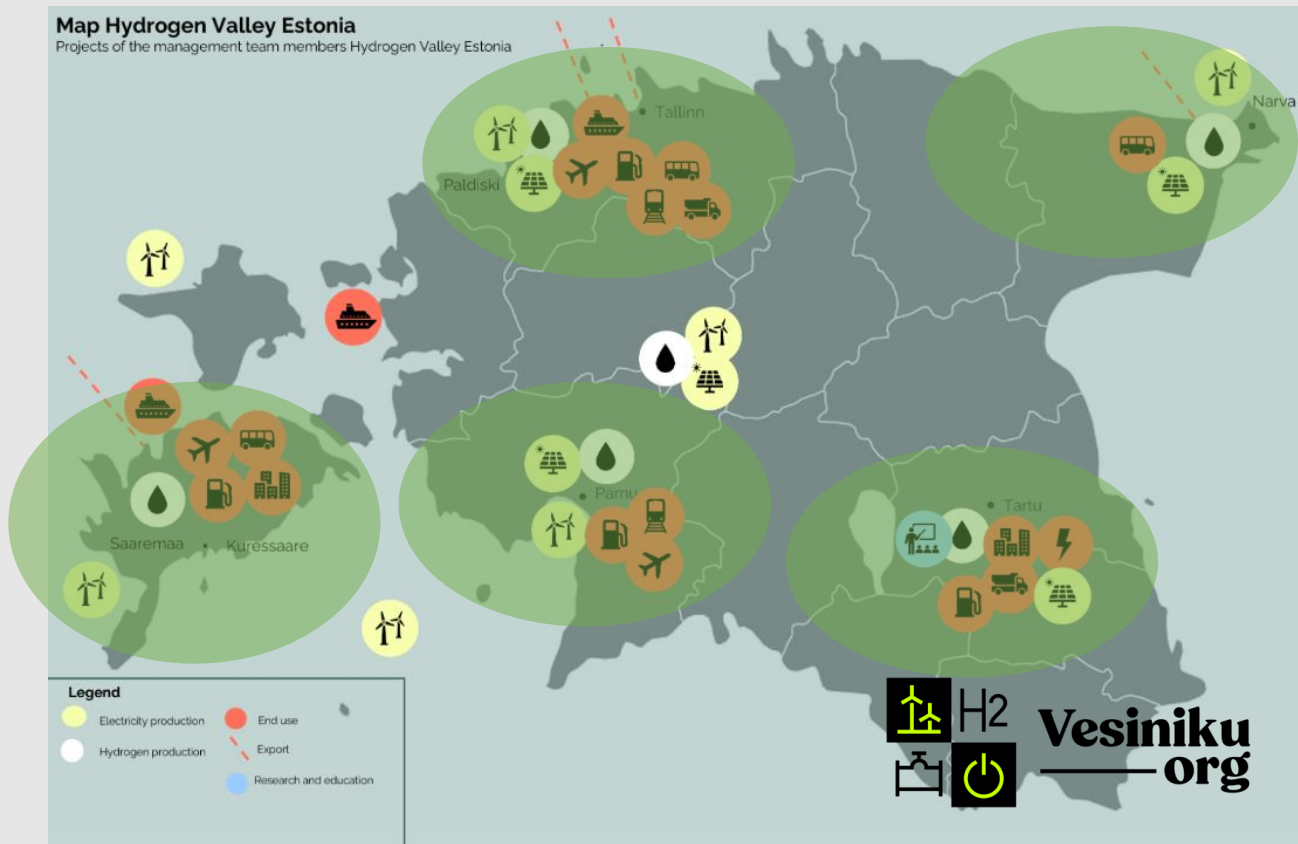 Map Hydrogen Valley Estonia
Projects of the management team members Hydrogen Valley Estonia
Tallinn
Narva
Paldiski
Pärnu
Tartu
Saaremaa
Kuressaare
Legend
Electricity production
End use
Hydrogen production
Export
Research and education
H2
Vesiniku
org